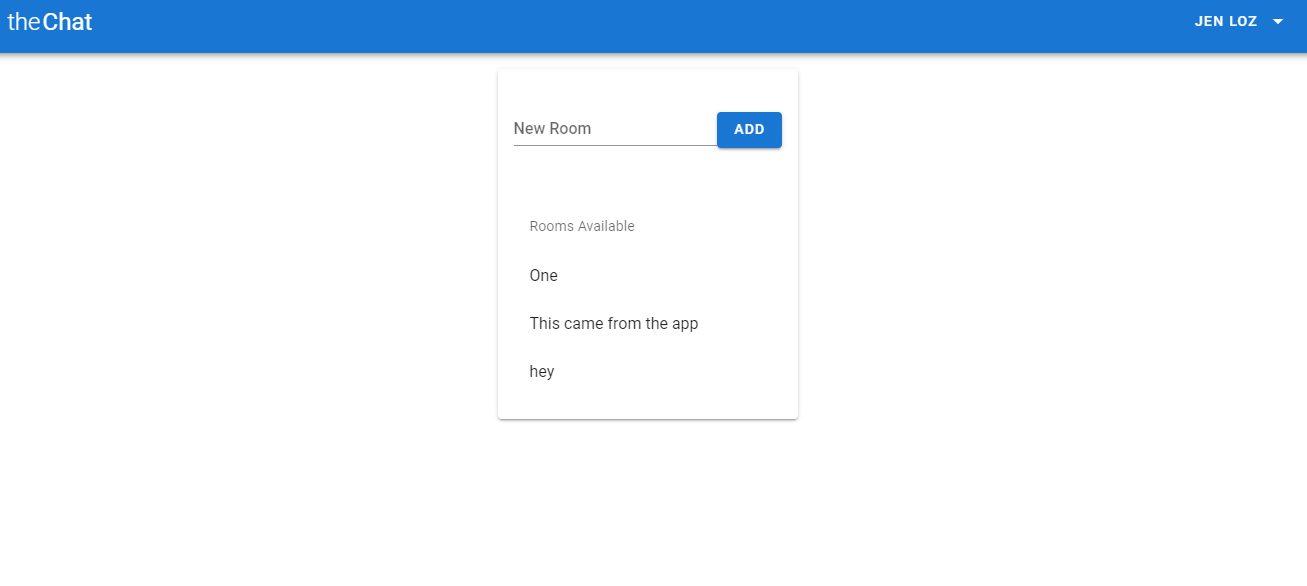 theChat
JEN LOZ
New Room
ADD
Rooms Available
One
This came from the app
hey